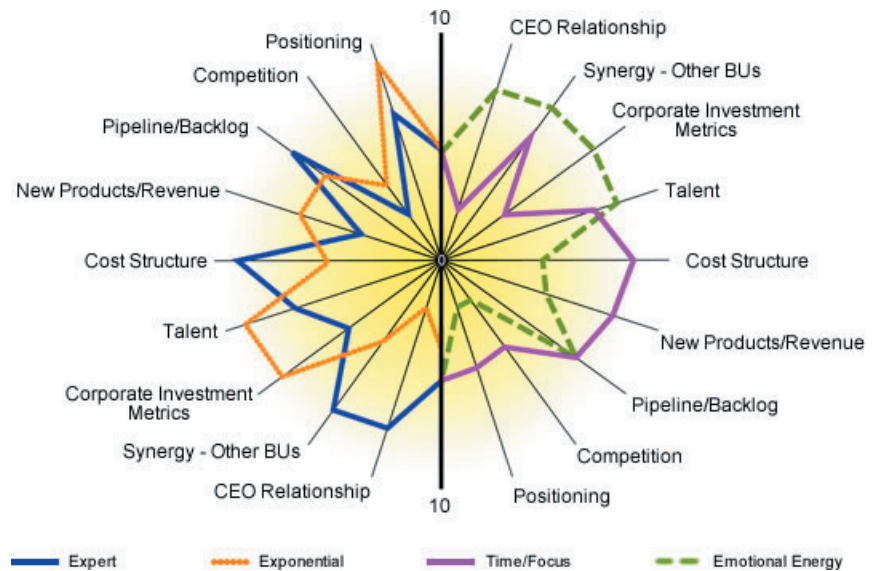 10
Positioning
CEO Relationship
Competition
Synergy - Other BUs
Pipeline/Backlog
Corporate Investment
Metrics
New Products/Revenue
Talent
Cost Structure
0
Cost Structure
Talent
New Products/Revenue
Corporate Investment
Metrics
Pipeline/Backlog
Synergy - Other BUs
Competition
CEO Relationship
Positioning
10
Expert
Exponential
Time/Focus
Emotional Energy